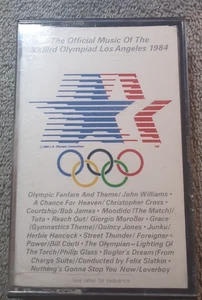 The Official Music Of The
XXIIIrd Olympiad Los Angeles 1984
Olympic Fanfare And Theme/John Williams •
A Chance For Heaven/Christopher Cross •
Courtship/Bob James • Moodido (The Match)/
Toto • Reach Out/Giorgio Moroder • Grace
(Gymnastics Theme)/Quincy Jones • Junku/
Herbie Hancock • Street Thunder/Foreigner •
Power/Bill Conti • The Olympian—Lighting Of
The Torch/Philip Glass • Bugler's Dream (From
Charge Suite)/Conducted by Felix Slatkin •
Nothing's Gonna Stop You Now/Loverboy